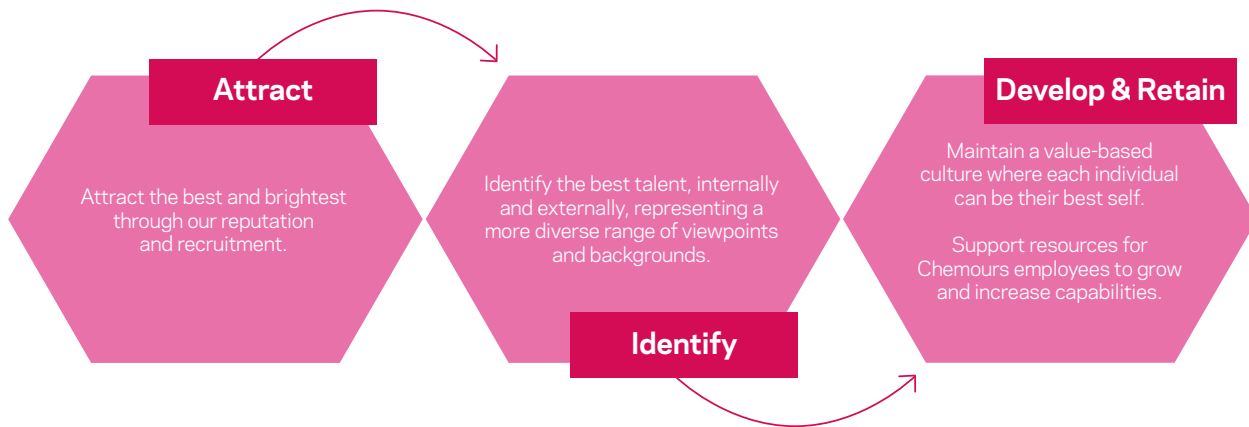 Attract
Attract the best and brightest
through our reputation
and recruitment.
Identify the best talent, internally
and externally, representing a
more diverse range of viewpoints
and backgrounds.
Identify
Develop & Retain
Maintain a value-based
culture where each individual
can be their best self.
Support resources for
Chemours employees to grow
and increase capabilities.